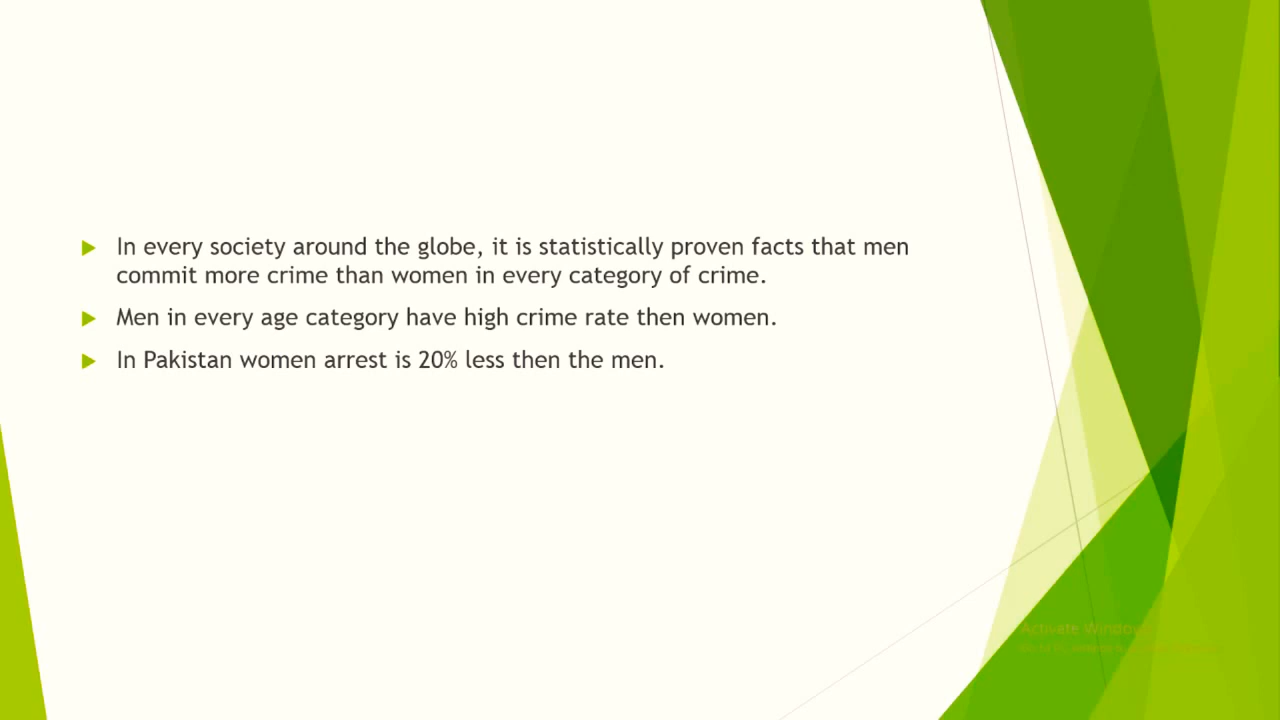 In every society around the globe, it is statistically proven facts that men
commit more crime than women in every category of crime.
Men in every age category have high crime rate then women.
In Pakistan women arrest is 20% less then the men.
Activate Windows